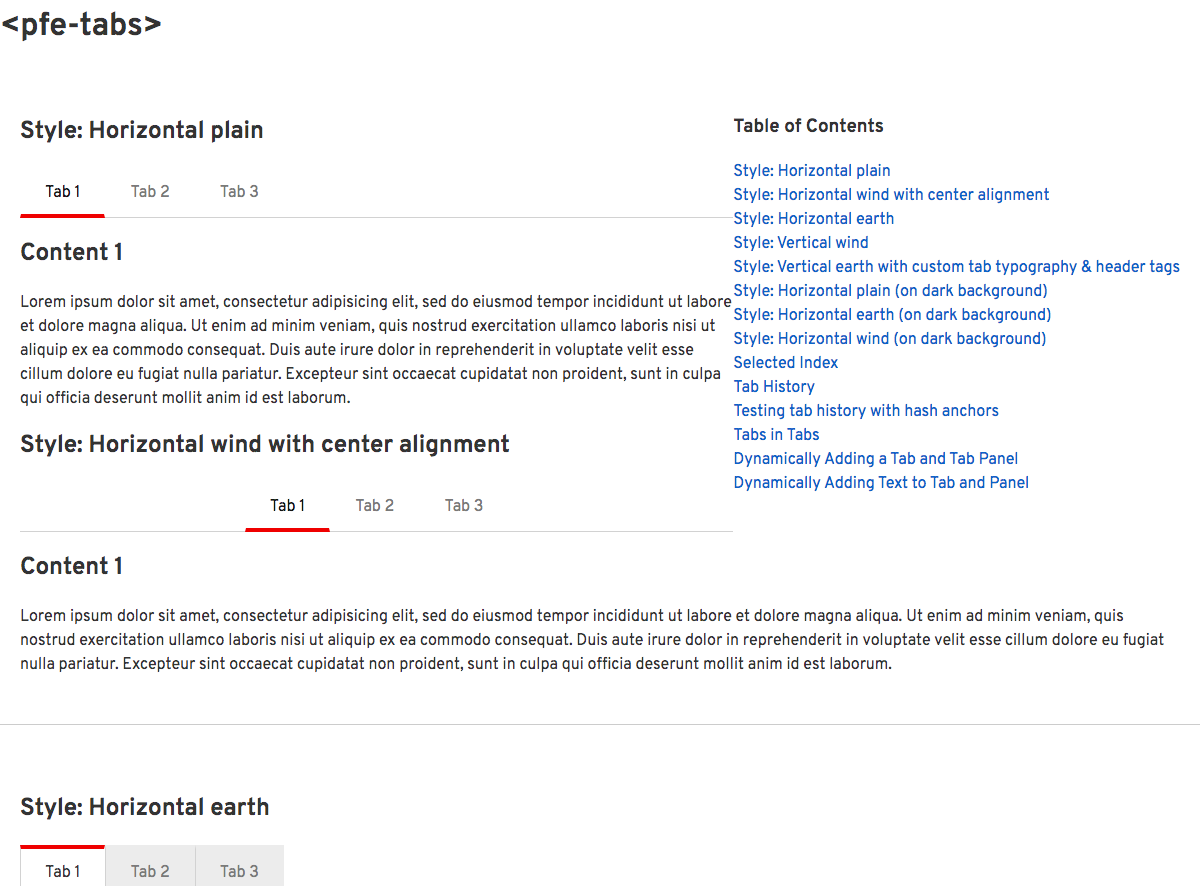 <pfe-tabs>
Style: Horizontal plain
Tab 1
Tab 2
Tab 3
Content 1
Lorem ipsum dolor sit amet, consectetur adipisicing elit, sed do eiusmod tempor incididunt ut labore
et dolore magna aliqua. Ut enim ad minim veniam, quis nostrud exercitation ullamco laboris nisi ut
aliquip ex ea commodo consequat. Duis aute irure dolor in reprehenderit in voluptate velit esse
cillum dolore eu fugiat nulla pariatur. Excepteur sint occaecat cupidatat non proident, sunt in culpa
qui officia deserunt mollit anim id est laborum.
Table of Contents
Style: Horizontal plain
Style: Horizontal wind with center alignment
Style: Horizontal earth
Style: Vertical wind
Style: Vertical earth with custom tab typography & header tags
Style: Horizontal plain (on dark background)
Style: Horizontal earth (on dark background)
Style: Horizontal wind (on dark background)
Selected Index
Tab History
Testing tab history with hash anchors
Tabs in Tabs
Dynamically Adding a Tab and Tab Panel
Dynamically Adding Text to Tab and Panel
Style: Horizontal wind with center alignment
Tab 1
Tab 2
Tab 3
Content 1
Lorem ipsum dolor sit amet, consectetur adipisicing elit, sed do eiusmod tempor incididunt ut labore et dolore magna aliqua. Ut enim ad minim veniam, quis
nostrud exercitation ullamco laboris nisi ut aliquip ex ea commodo consequat. Duis aute irure dolor in reprehenderit in voluptate velit esse cillum dolore eu fugiat
nulla pariatur. Excepteur sint occaecat cupidatat non proident, sunt in culpa qui officia deserunt mollit anim id est laborum.
Style: Horizontal earth
Tab 1
Tab 2
Tab 3